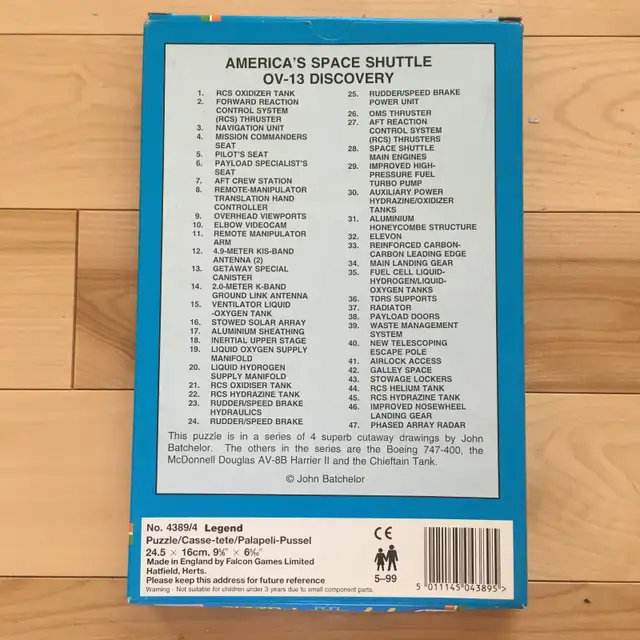 AMERICA'S SPACE SHUTTLE
OV-13 DISCOVERY
1. RCS OXIDIZER TANK
2. FORWARD REACTION
CONTROL SYSTEM
(RCS) THRUSTER
3. NAVIGATION UNIT
4. MISSION COMMANDERS
SEAT
5. PILOT'S SEAT
6. PAYLOAD SPECIALIST'S
SEAT
7. AFT CREW STATION
8. REMOTE-MANIPULATOR
TRANSLATION HAND
CONTROLLER
9. OVERHEAD VIEWPORTS
10. ELBOW VIDEOCAM
11. REMOTE MANIPULATOR
ARM
12. 4.9-METER KIS-BAND
ANTENNA (2)
13. GETAWAY SPECIAL
CANISTER
14. 2.0-METER K-BAND
GROUND LINK ANTENNA
15. VENTILATOR LIQUID
-OXYGEN TANK
16. STOWED SOLAR ARRAY
17. ALUMINIUM SHEATHING
18. INERTIAL UPPER STAGE
19. LIQUID OXYGEN SUPPLY
MANIFOLD
20. LIQUID HYDROGEN
SUPPLY MANIFOLD
21. RCS OXIDISER TANK
22. RCS HYDRAZINE TANK
23. RUDDER/SPEED BRAKE
HYDRAULICS
24. RUDDER/SPEED BRAKE
25. RUDDER/SPEED BRAKE
POWER UNIT
26. OMS THRUSTER
27. AFT REACTION
CONTROL SYSTEM
(RCS) THRUSTERS
28. SPACE SHUTTLE
MAIN ENGINES
29. IMPROVED HIGH-
PRESSURE FUEL
TURBO PUMP
30. AUXILIARY POWER
HYDRAZINE/OXIDIZER
TANKS
31. ALUMINIUM
HONEYCOMBE STRUCTURE
32. ELEVON
33. REINFORCED CARBON-
CARBON LEADING EDGE
34. MAIN LANDING GEAR
35. FUEL CELL LIQUID-
HYDROGEN/LIQUID-
OXYGEN TANKS
36. TDRS SUPPORTS
37. RADIATOR
38. PAYLOAD DOORS
39. WASTE MANAGEMENT
SYSTEM
40. NEW TELESCOPING
ESCAPE POLE
41. AIRLOCK ACCESS
42. GALLEY SPACE
43. STOWAGE LOCKERS
44. RCS HELIUM TANK
45. RCS HYDRAZINE TANK
46. IMPROVED NOSEWHEEL
LANDING GEAR
47. PHASED ARRAY RADAR
This puzzle is in a series of 4 superb cutaway drawings by John
Batchelor. The others in the series are the Boeing 747-400, the
McDonnell Douglas AV-8B Harrier II and the Chieftain Tank.
© John Batchelor
No. 4389/4 Legend
Puzzle/Casse-tete/Palapeli-Pussel
24.5 × 16cm. 9⅝" × 6⁵⁄₁₆"
Made in England by Falcon Games Limited
Hatfield, Herts.
Please keep this address for future reference
Warning - Not suitable for children under 3 years due to small component parts.
CE
5–99
5 011145 043895 >